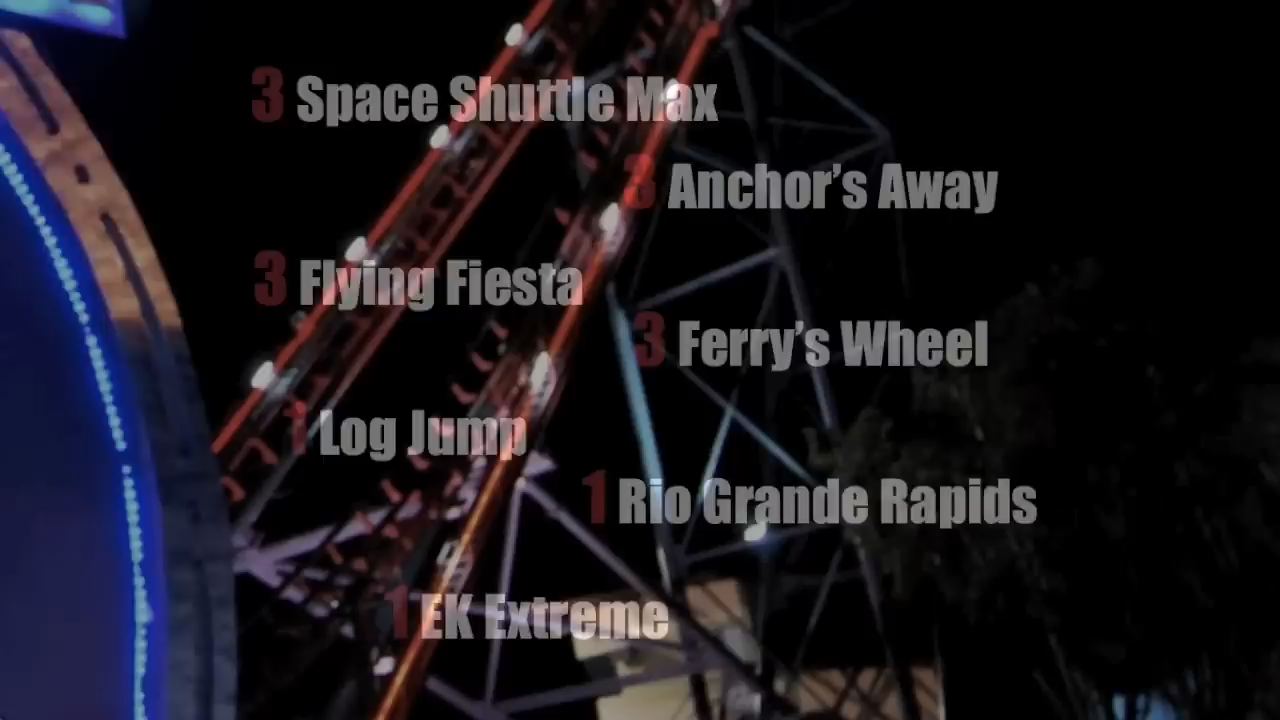 3 Space Shuttle Max
3 Anchor’s Away
3 Flying Fiesta
3 Ferry’s Wheel
1 Log Jump
1 Rio Grande Rapids
1 EK Extreme